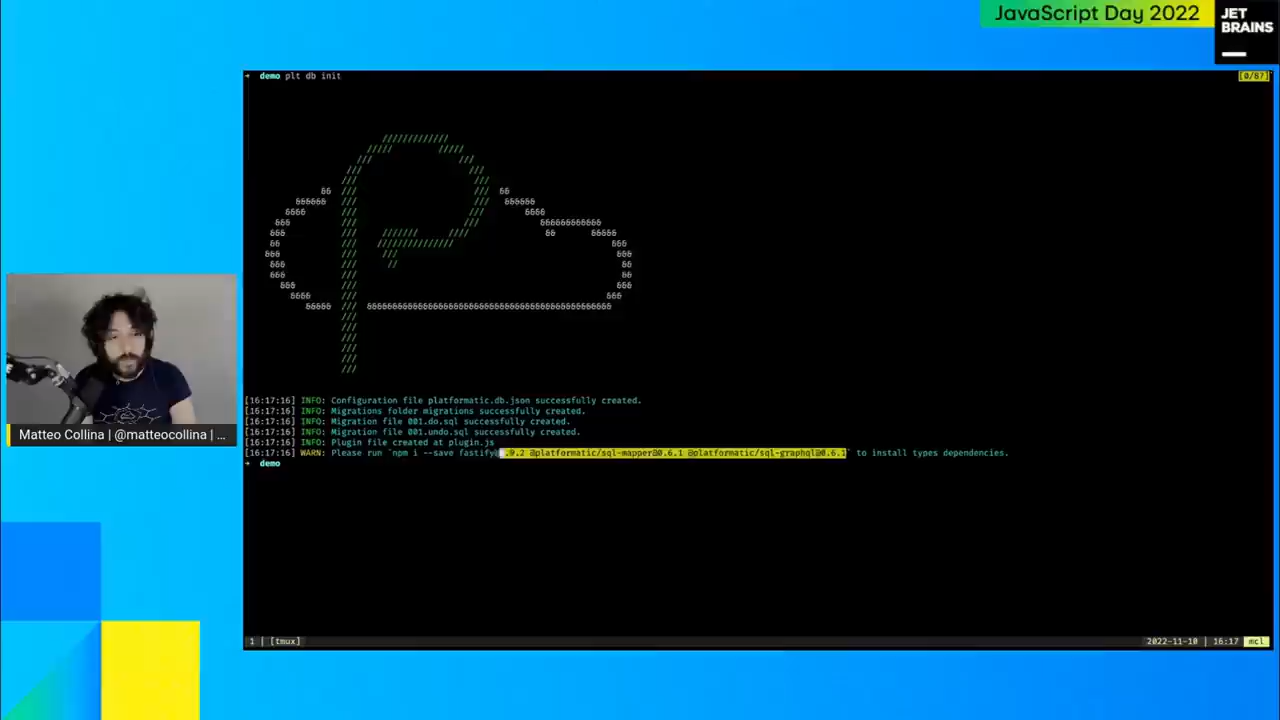 JavaScript Day 2022
JET
BRAINS
➜ demo plt db init
[0/87]
/////////////
///// /////
/// ///
/// ///
/// ///
&& /// /// &&
&&&&&& /// /// &&&&&&
&&&& /// /// &&&&
&&& /// /// &&&&&&&&&&&&
&&& /// /////// //// && &&&&&
&& /// /////////////// &&&
&&& /// /// &&
&&& /// // &&
&&& /// &&
&&& /// &&&
&&&& /// &&&
&&&&& /// &&&&&&&&&&&&&&&&&&&&&&&&&&&&&&&&&&&&&&&&&&&&&&&&
///
///
///
///
///
///
[16:17:16] INFO: Configuration file platformatic.db.json successfully created.
[16:17:16] INFO: Migrations folder migrations successfully created.
[16:17:16] INFO: Migration file 001.do.sql successfully created.
[16:17:16] INFO: Migration file 001.undo.sql successfully created.
[16:17:16] INFO: Plugin file created at plugin.js
[16:17:16] WARN: Please run `npm i --save fastify@ .9.2 @platformatic/sql-mapper@0.6.1 @platformatic/sql-graphql@0.6.1` to install types dependencies.
➜ demo
Matteo Collina | @matteocollina | ...
1 | [tmux]
2022-11-10 | 16:17 mcl